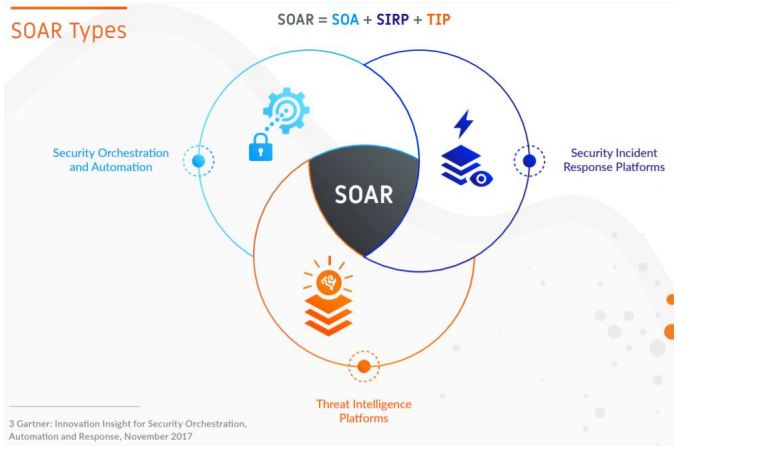 SOAR Types
SOAR = SOA + SIRP + TIP
Security Orchestration
and Automation
Security Incident
Response Platforms
SOAR
Threat Intelligence
Platforms
3 Gartner: Innovation Insight for Security Orchestration,
Automation and Response, November 2017